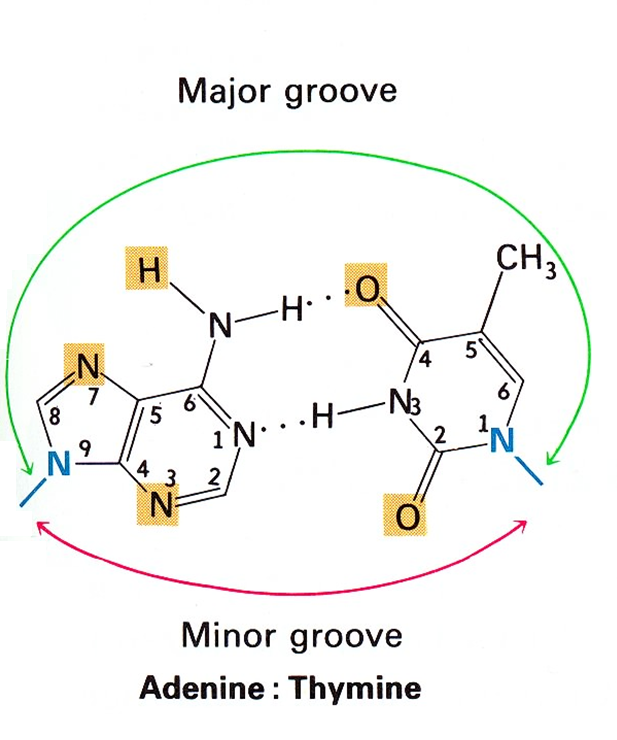 Major groove
CH3
H
H
O
N
N
7
4
5
8
5
6
N3
6
H
1 N
N 9
4
3
2
2
1 N
N
O
Minor groove
Adenine : Thymine